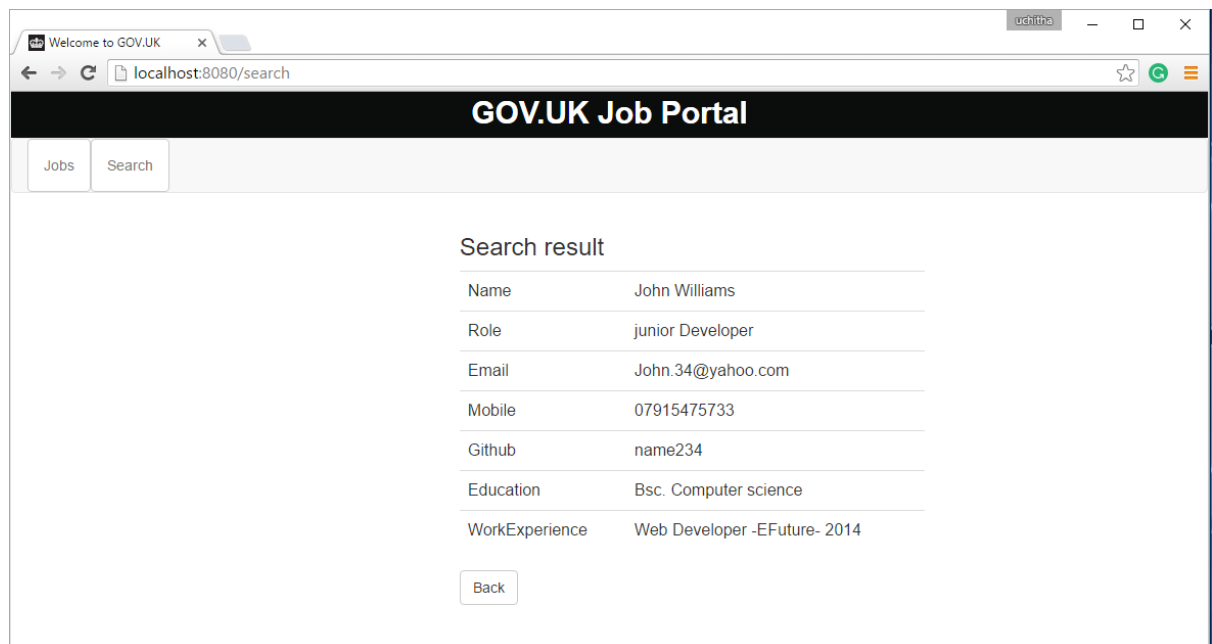 uchitha
Welcome to GOV.UK
localhost:8080/search
GOV.UK Job Portal
Jobs Search
Search result
Name John Williams
Role junior Developer
Email John.34@yahoo.com
Mobile 07915475733
Github name234
Education Bsc. Computer science
WorkExperience Web Developer -EFuture- 2014
Back